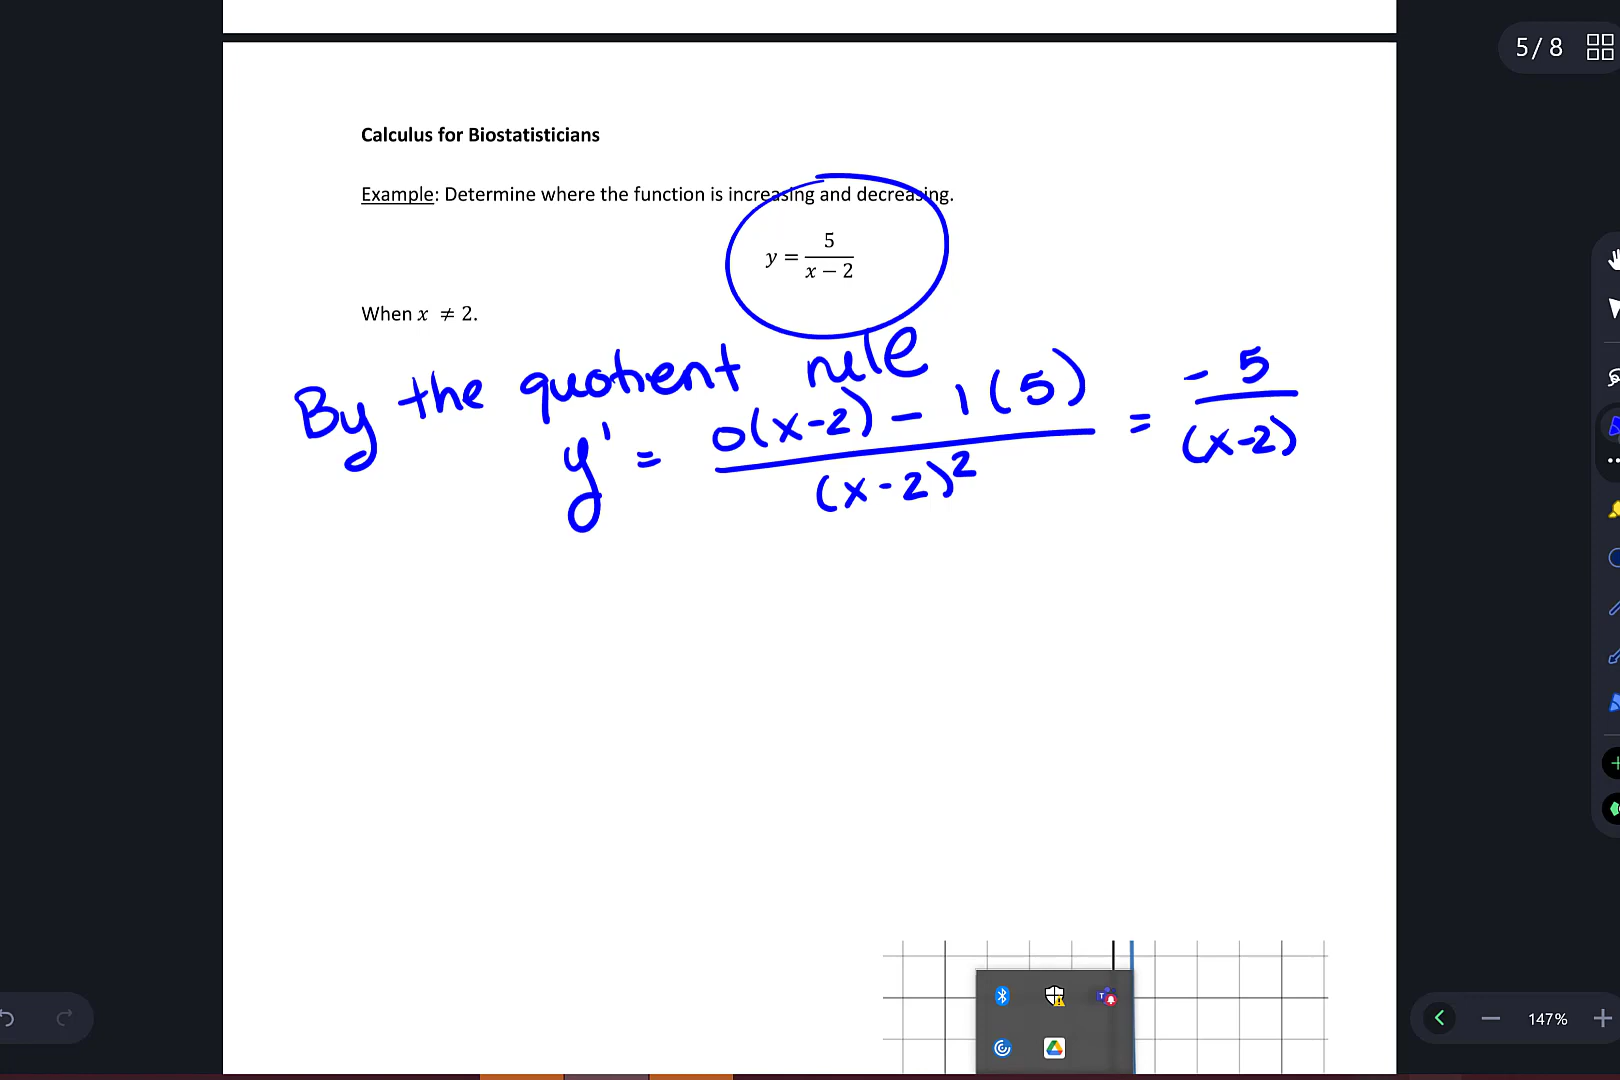 5 / 8
Calculus for Biostatisticians
Example: Determine where the function is increasing and decreasing.
y = 5 / (x − 2)
When x ≠ 2.
By the quotient rule
y' = (0(x-2) - 1(5)) / (x-2)² = -5 / (x-2)
147%